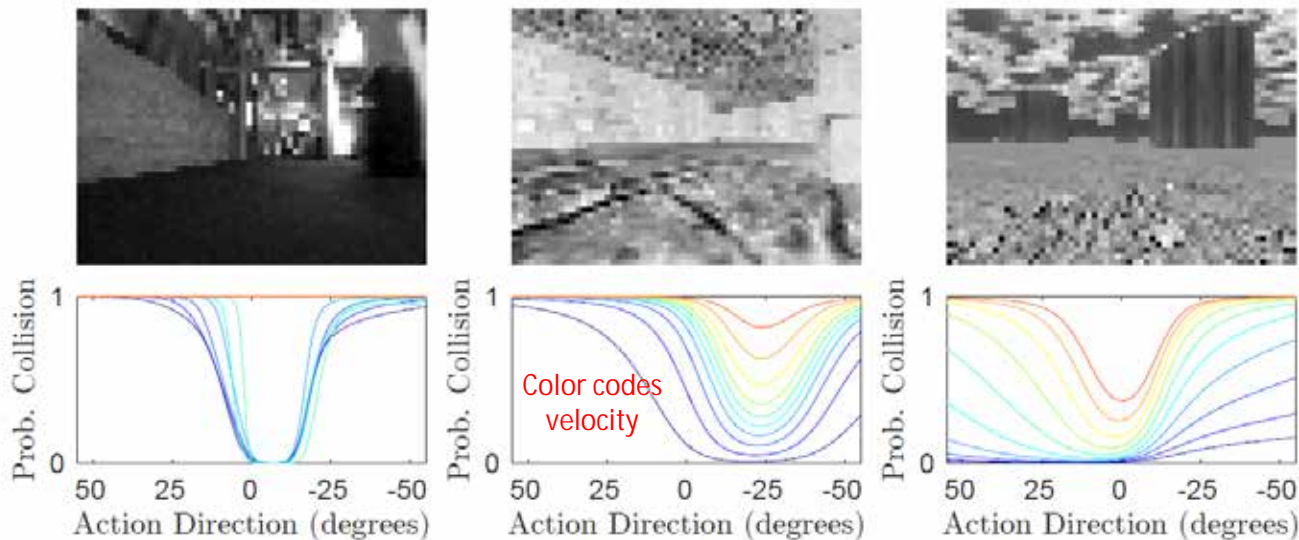 Prob. Collision
1
0
50 25 0 -25 -50
Action Direction (degrees)
Prob. Collision
1
0
Color codes
velocity
50 25 0 -25 -50
Action Direction (degrees)
Prob. Collision
1
0
50 25 0 -25 -50
Action Direction (degrees)